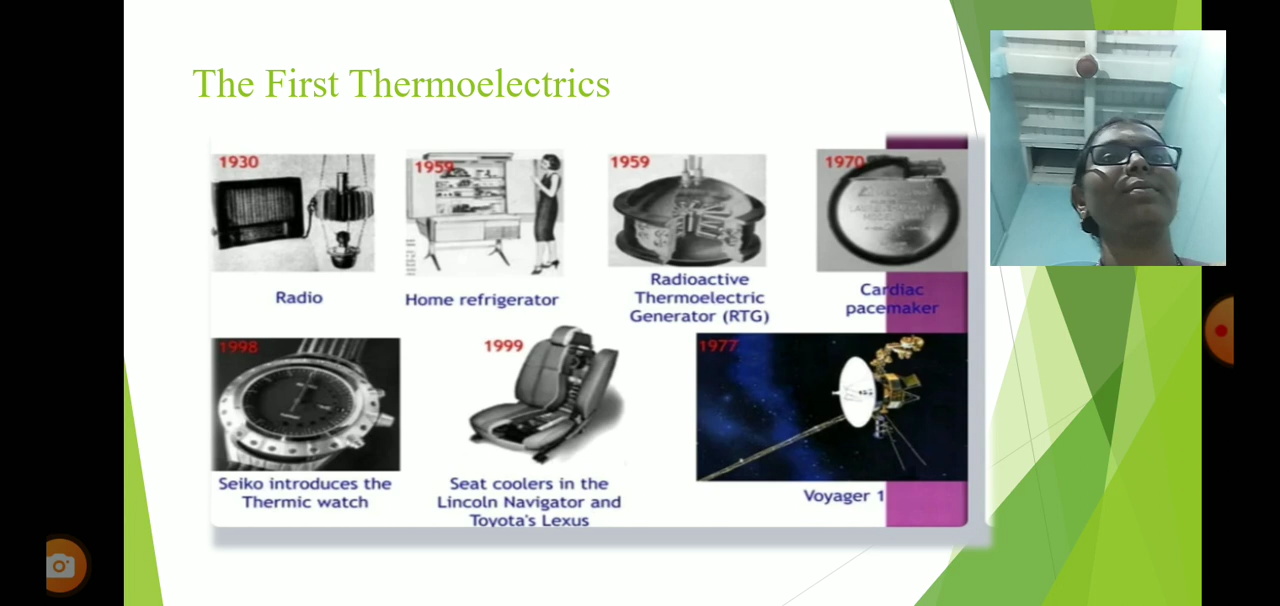 The First Thermoelectrics
1930
1959
1959
1970
Radio
Home refrigerator
Radioactive
Thermoelectric
Generator (RTG)
Cardiac
pacemaker
1998
1999
1977
Seiko introduces the
Thermic watch
Seat coolers in the
Lincoln Navigator and
Toyota's Lexus
Voyager 1